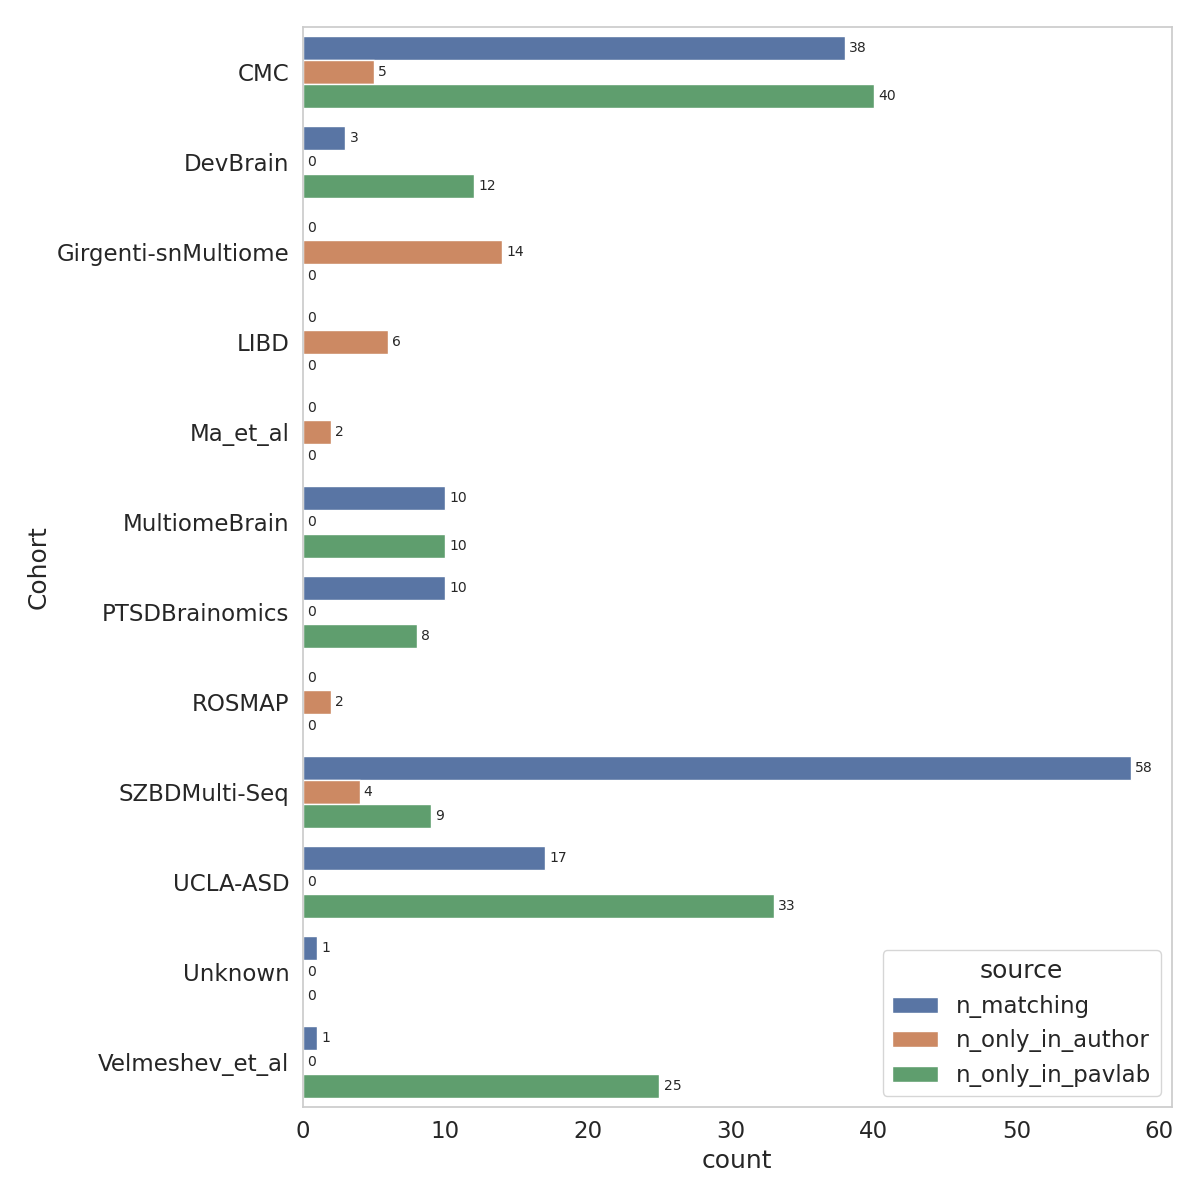 CMC
38
5
40
DevBrain
3
0
12
Girgenti-snMultiome
0
14
0
LIBD
0
6
0
Ma_et_al
0
2
0
MultiomeBrain
10
0
10
PTSDBrainomics
10
0
8
ROSMAP
0
2
0
SZBDMulti-Seq
58
4
9
UCLA-ASD
17
0
33
Unknown
1
0
0
Velmeshev_et_al
1
0
25
Cohort
0 10 20 30 40 50 60
count
source
n_matching
n_only_in_author
n_only_in_pavlab